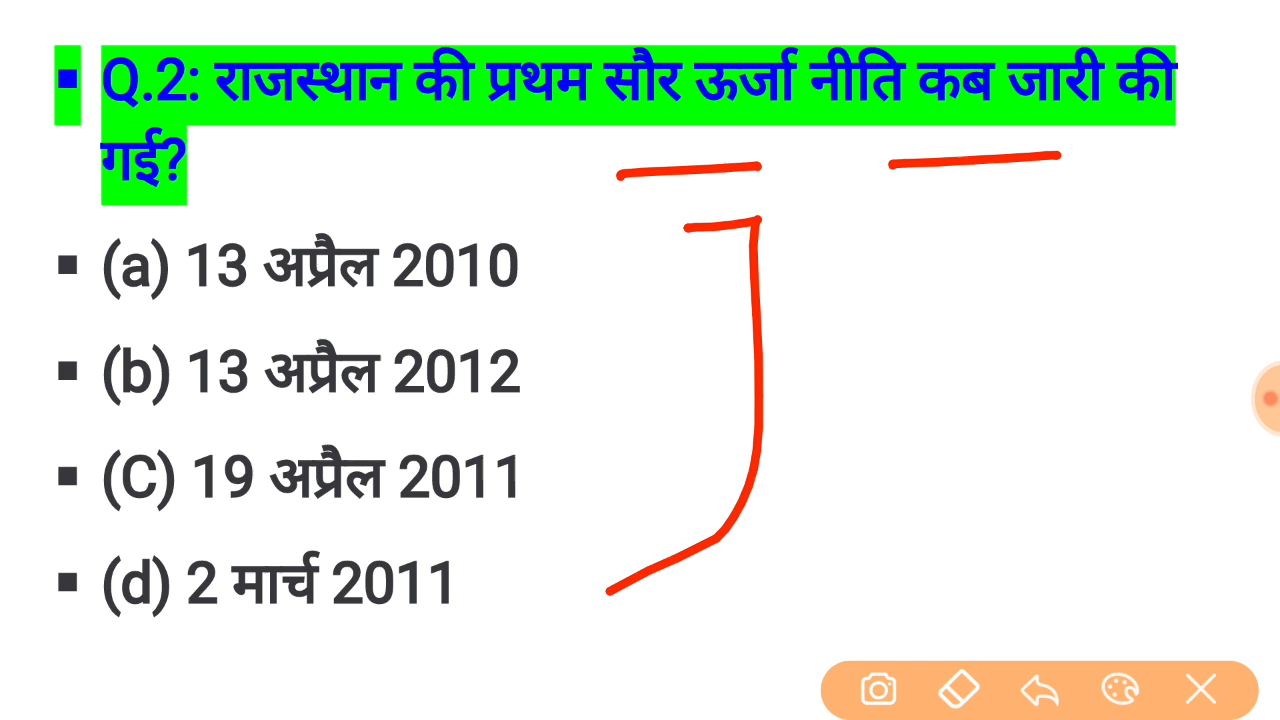 ▪ Q.2: राजस्थान की प्रथम सौर ऊर्जा नीति कब जारी की
गई?
▪ (a) 13 अप्रैल 2010
▪ (b) 13 अप्रैल 2012
▪ (C) 19 अप्रैल 2011
▪ (d) 2 मार्च 2011